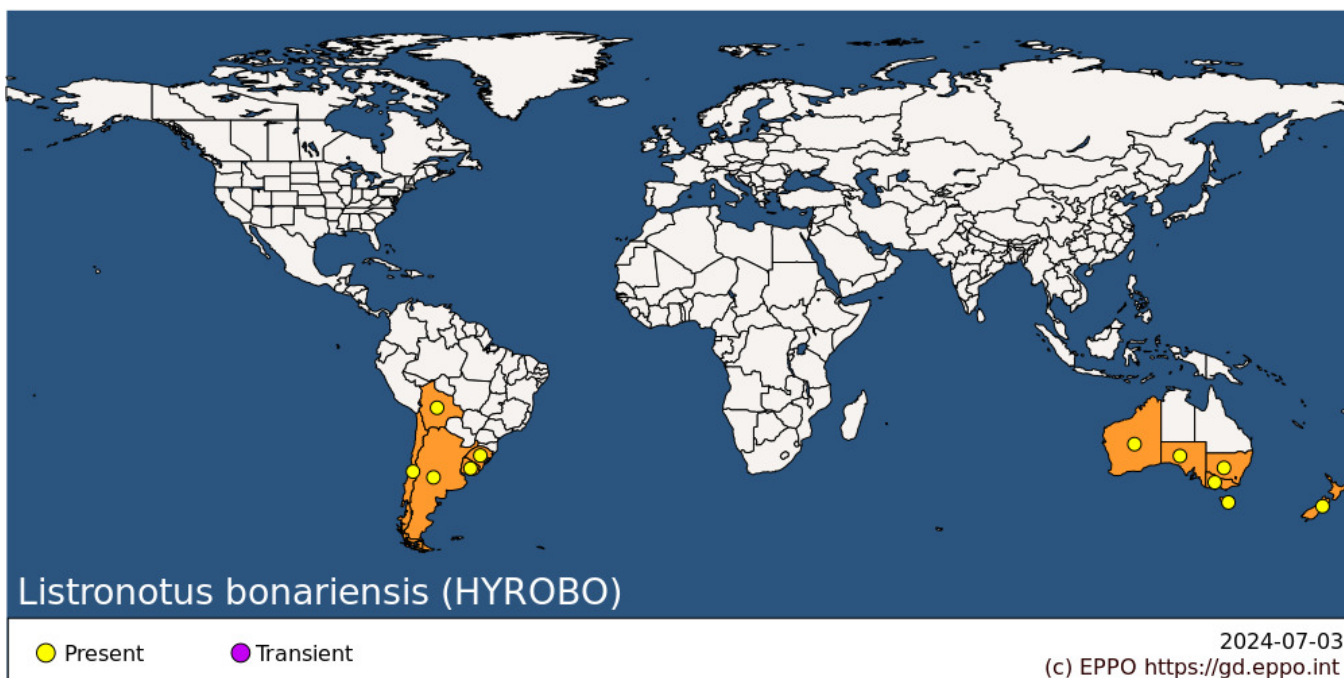 Listronotus bonariensis (HYROBO)
Present
Transient
2024-07-03
(c) EPPO https://gd.eppo.int